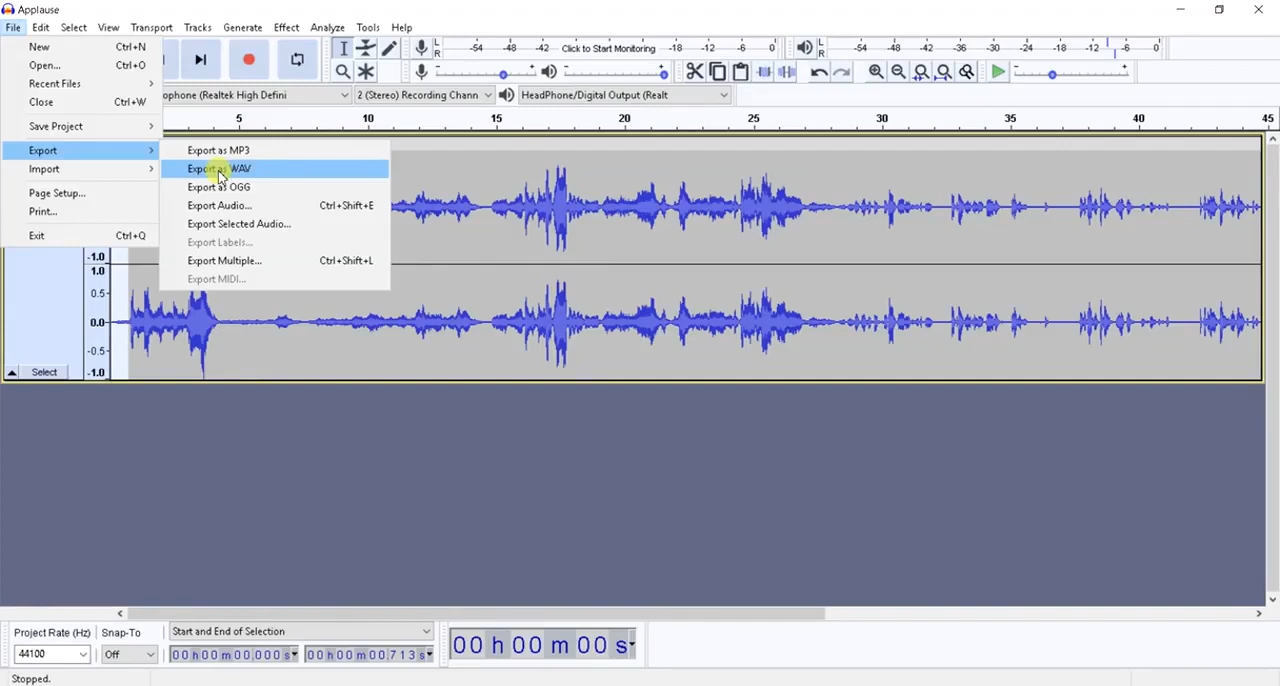 Applause
File Edit Select View Transport Tracks Generate Effect Analyze Tools Help
New Ctrl+N
Open... Ctrl+O
Recent Files
Close Ctrl+W
Save Project
Export
Import
Page Setup...
Print...
Exit Ctrl+Q
Export as MP3
Export as WAV
Export as OGG
Export Audio... Ctrl+Shift+E
Export Selected Audio...
Export Labels...
Export Multiple... Ctrl+Shift+L
Export MIDI...
L R -54 -48 -42 Click to Start Monitoring -18 -12 -6 0
L R -54 -48 -42 -36 -30 -24 -18 -12 -6 0
ophone (Realtek High Defini 2 (Stereo) Recording Chann HeadPhone/Digital Output (Realt
5 10 15 20 25 30 35 40 45
-1.0
1.0
0.5
0.0
-0.5
-1.0
Select
Project Rate (Hz) Snap-To Start and End of Selection
44100 Off 00 h 00 m 00.000 s 00 h 00 m 00.713 s
00 h 00 m 00 s
Stopped.